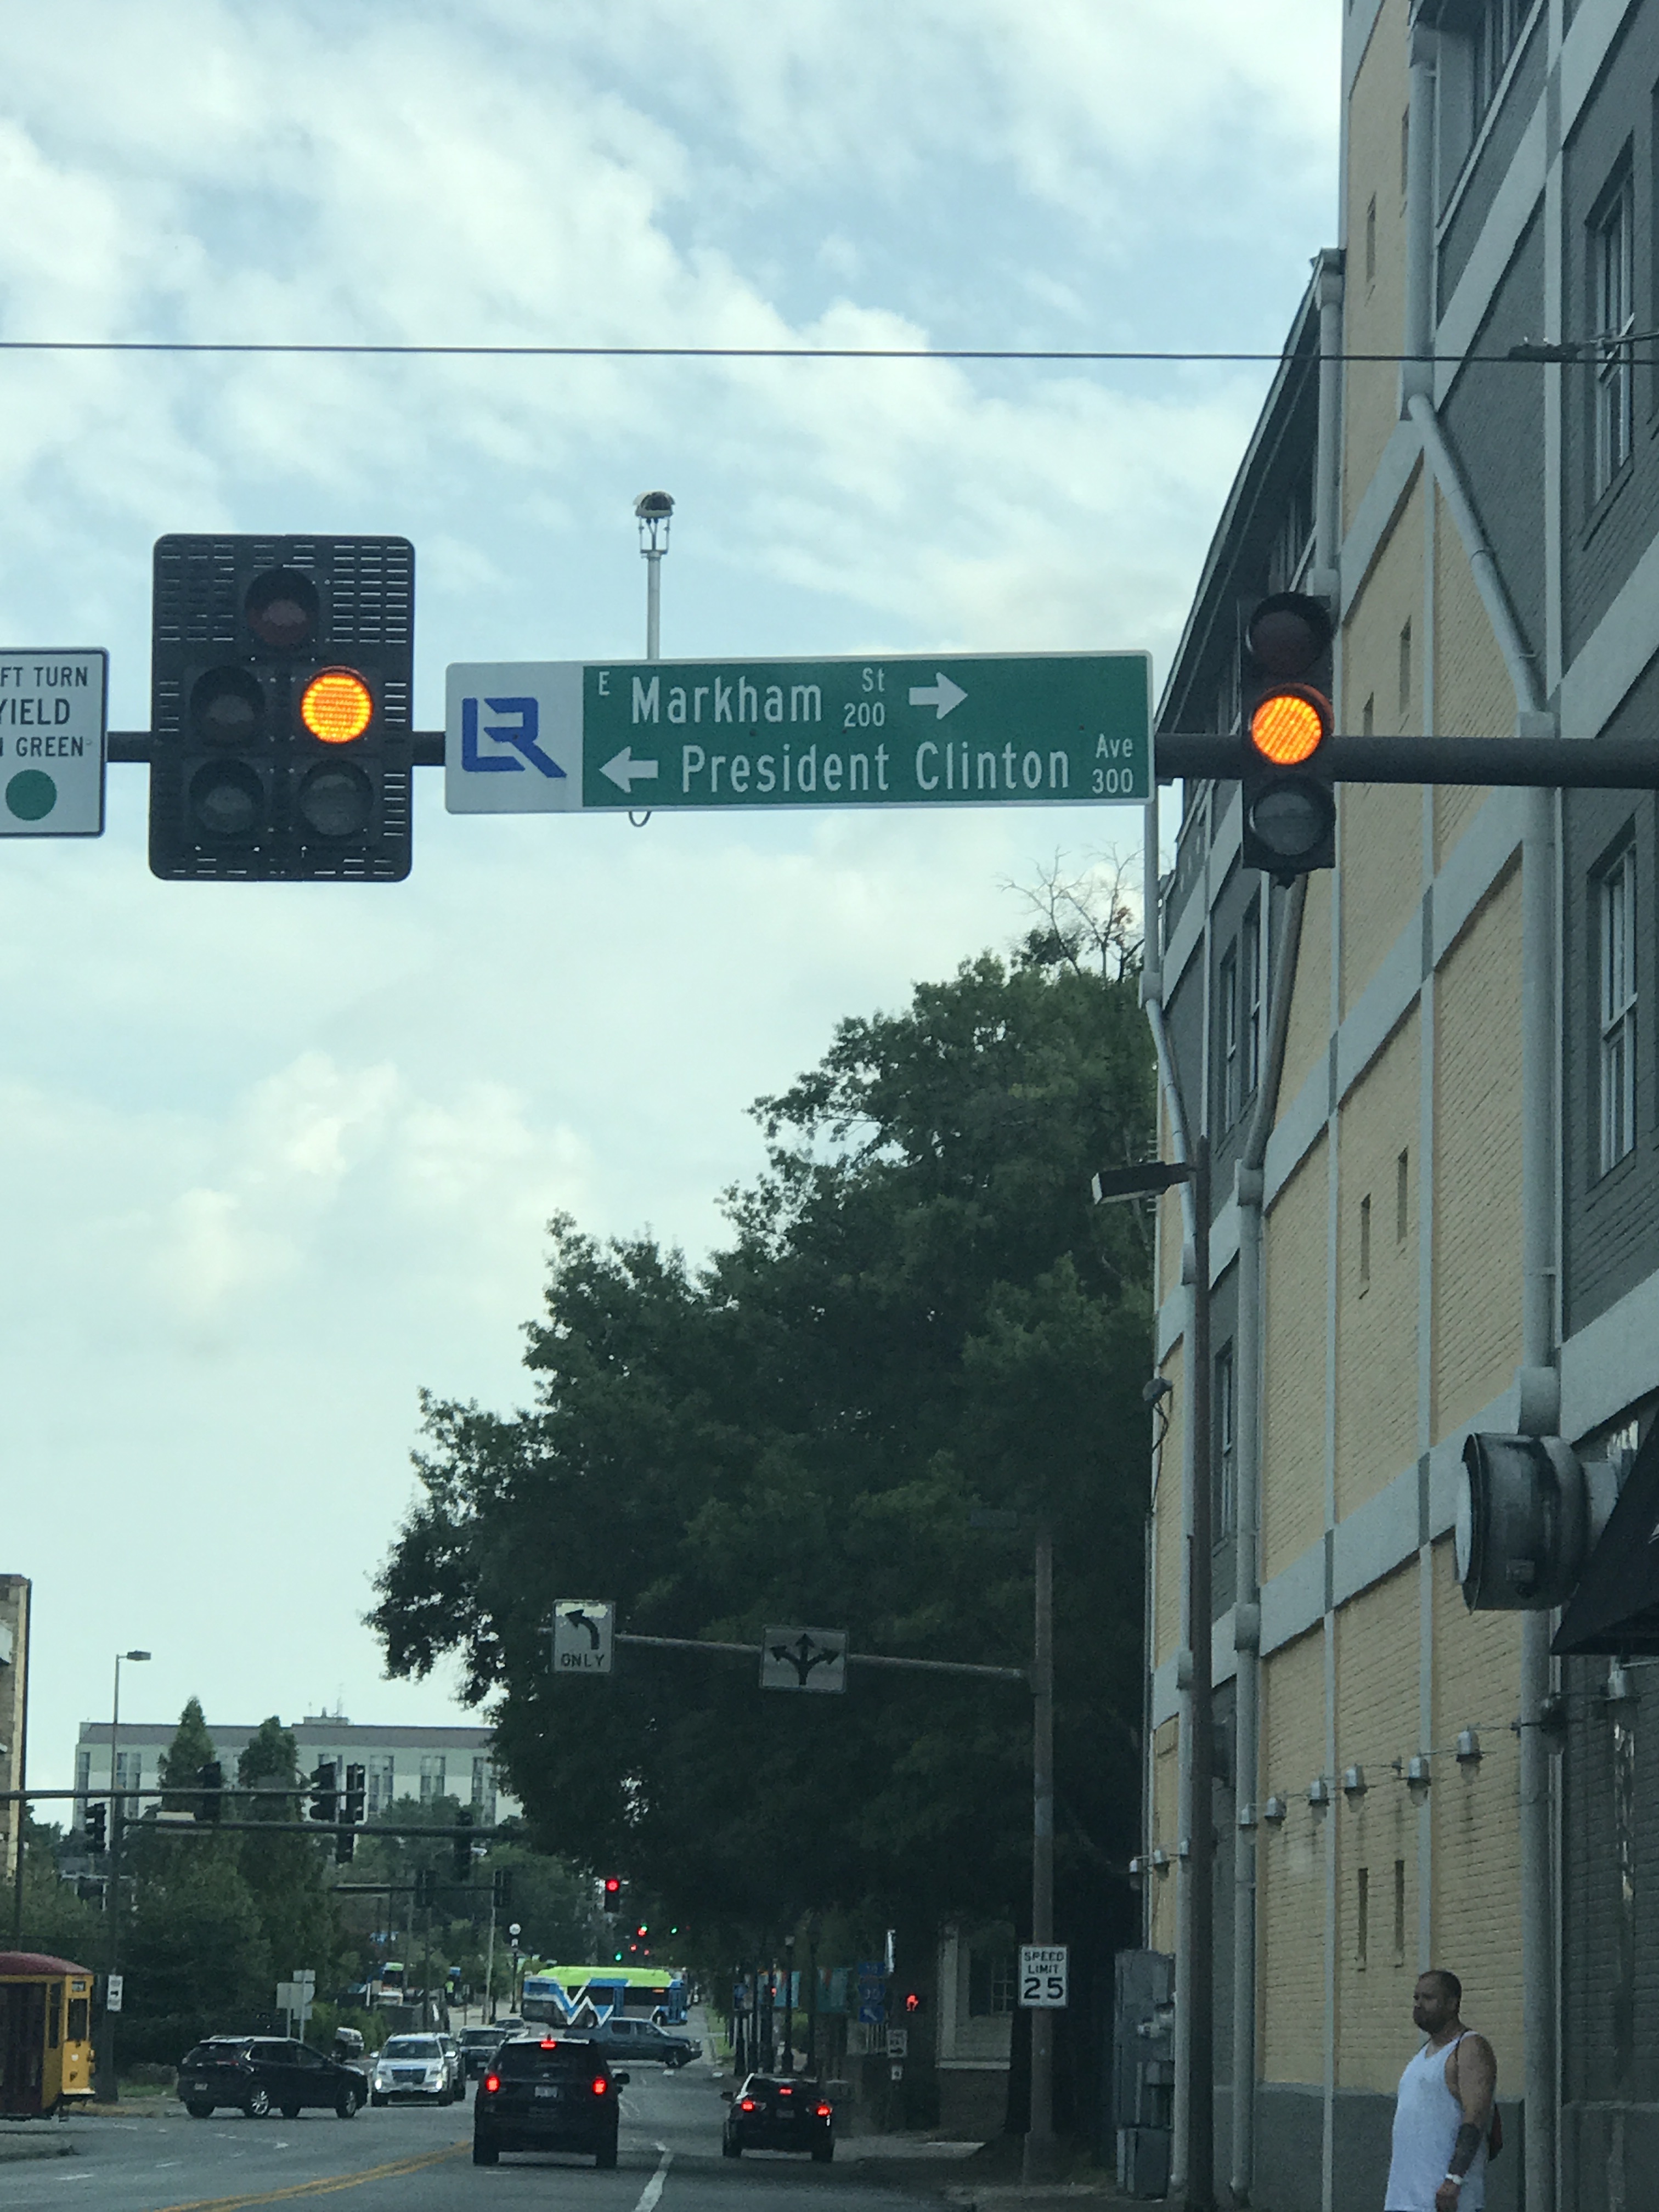 FT TURN
YIELD
N GREEN
LR
E Markham St 200
President Clinton Ave 300
ONLY
SPEED
LIMIT
25